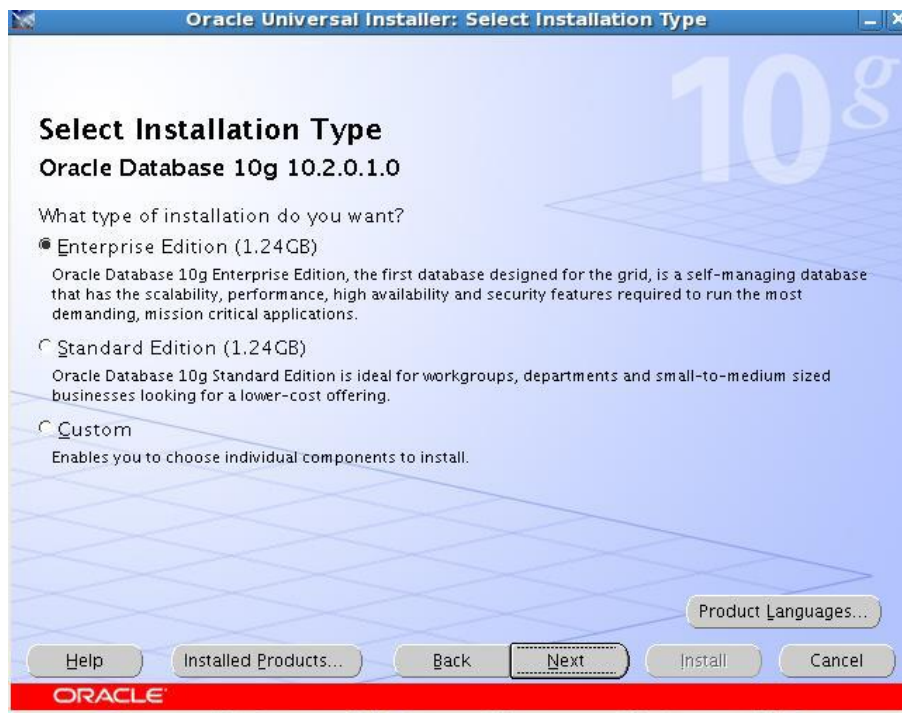 Oracle Universal Installer: Select Installation Type
10g
Select Installation Type
Oracle Database 10g 10.2.0.1.0
What type of installation do you want?
Enterprise Edition (1.24GB)
Oracle Database 10g Enterprise Edition, the first database designed for the grid, is a self-managing database
that has the scalability, performance, high availability and security features required to run the most
demanding, mission critical applications.
Standard Edition (1.24GB)
Oracle Database 10g Standard Edition is ideal for workgroups, departments and small-to-medium sized
businesses looking for a lower-cost offering.
Custom
Enables you to choose individual components to install.
Product Languages...
Help Installed Products... Back Next Install Cancel
ORACLE